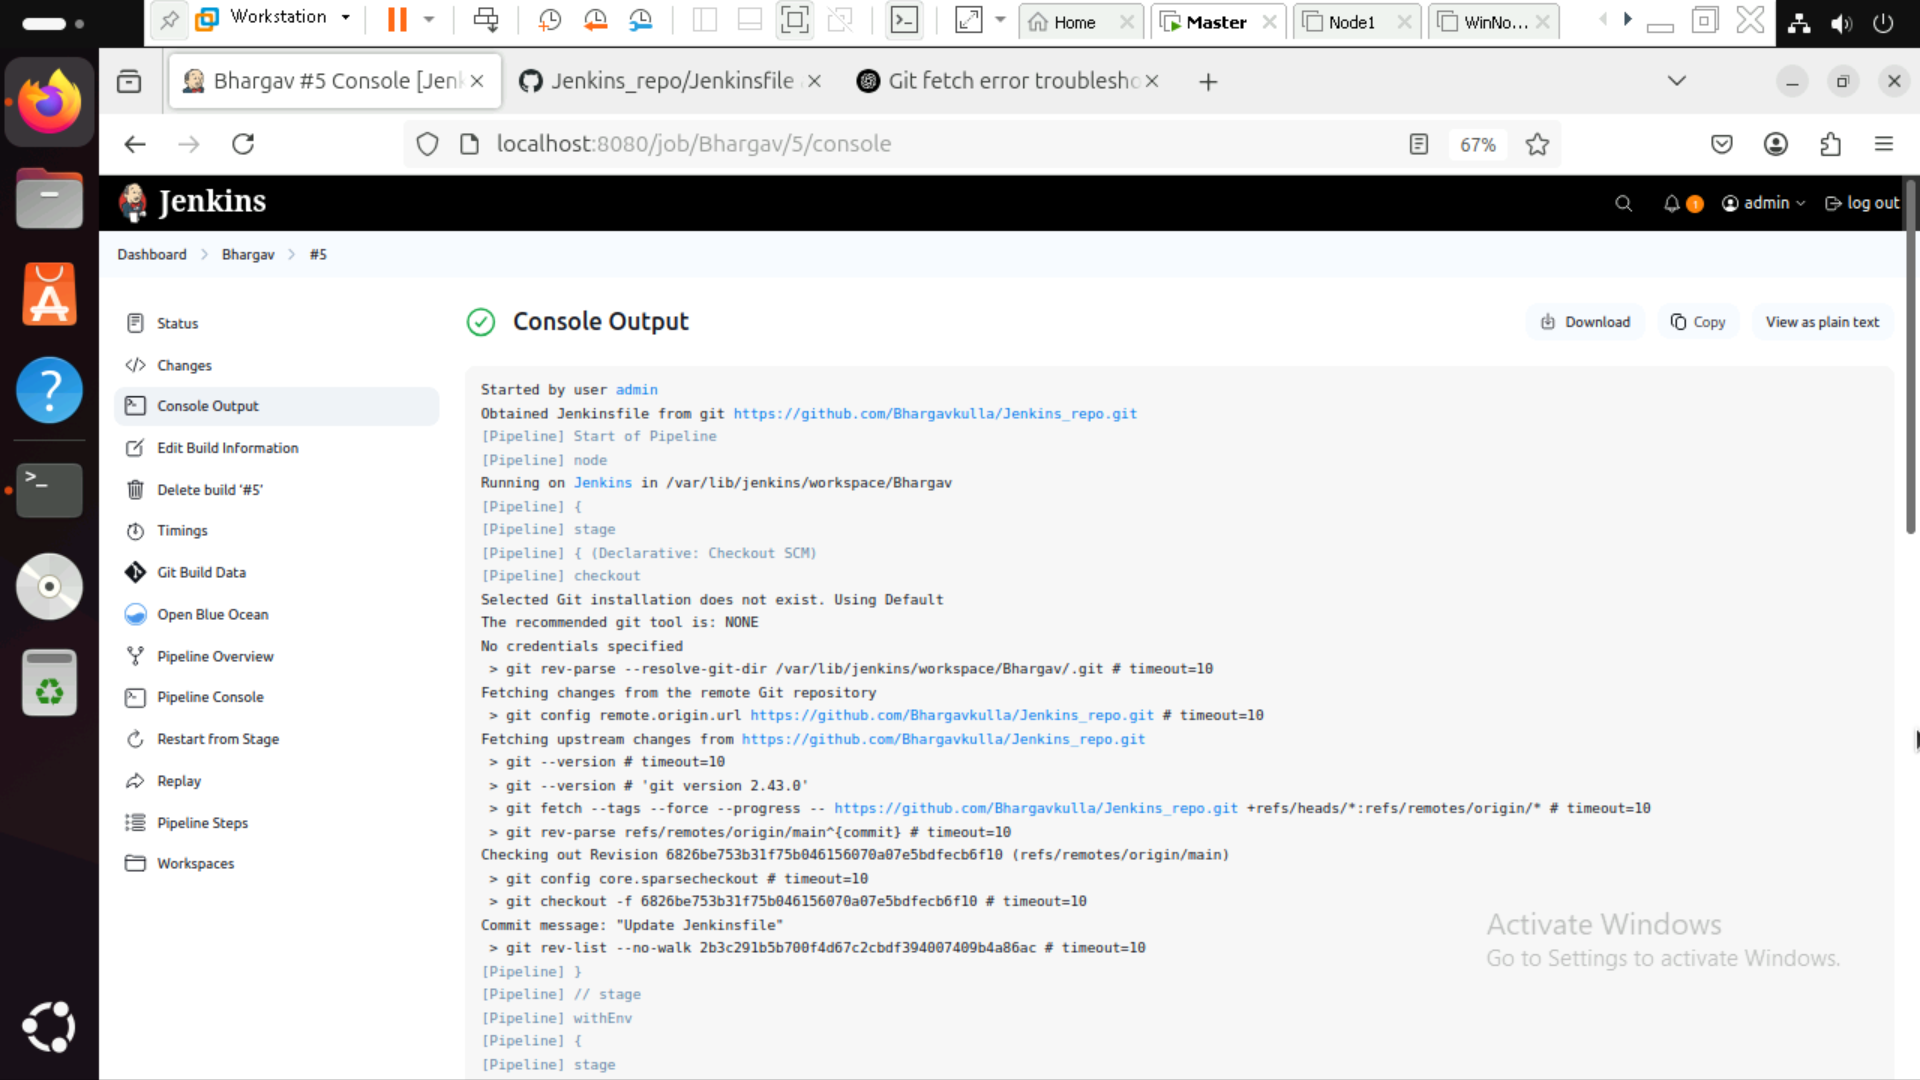 Workstation
Home
Master
Node1
WinNo...
Bhargav #5 Console [Jenk
Jenkins_repo/Jenkinsfile
Git fetch error troublesho
localhost:8080/job/Bhargav/5/console
67%
Jenkins
1
admin
log out
Dashboard
Bhargav
#5
Status
Changes
Console Output
Edit Build Information
Delete build '#5'
Timings
Git Build Data
Open Blue Ocean
Pipeline Overview
Pipeline Console
Restart from Stage
Replay
Pipeline Steps
Workspaces
Console Output
Download
Copy
View as plain text
Started by user admin
Obtained Jenkinsfile from git https://github.com/Bhargavkulla/Jenkins_repo.git
[Pipeline] Start of Pipeline
[Pipeline] node
Running on Jenkins in /var/lib/jenkins/workspace/Bhargav
[Pipeline] {
[Pipeline] stage
[Pipeline] { (Declarative: Checkout SCM)
[Pipeline] checkout
Selected Git installation does not exist. Using Default
The recommended git tool is: NONE
No credentials specified
> git rev-parse --resolve-git-dir /var/lib/jenkins/workspace/Bhargav/.git # timeout=10
Fetching changes from the remote Git repository
> git config remote.origin.url https://github.com/Bhargavkulla/Jenkins_repo.git # timeout=10
Fetching upstream changes from https://github.com/Bhargavkulla/Jenkins_repo.git
> git --version # timeout=10
> git --version # 'git version 2.43.0'
> git fetch --tags --force --progress -- https://github.com/Bhargavkulla/Jenkins_repo.git +refs/heads/*:refs/remotes/origin/* # timeout=10
> git rev-parse refs/remotes/origin/main^{commit} # timeout=10
Checking out Revision 6826be753b31f75b046156070a07e5bdfecb6f10 (refs/remotes/origin/main)
> git config core.sparsecheckout # timeout=10
> git checkout -f 6826be753b31f75b046156070a07e5bdfecb6f10 # timeout=10
Commit message: "Update Jenkinsfile"
> git rev-list --no-walk 2b3c291b5b700f4d67c2cbdf394007409b4a86ac # timeout=10
[Pipeline] }
[Pipeline] // stage
[Pipeline] withEnv
[Pipeline] {
[Pipeline] stage
Activate Windows
Go to Settings to activate Windows.